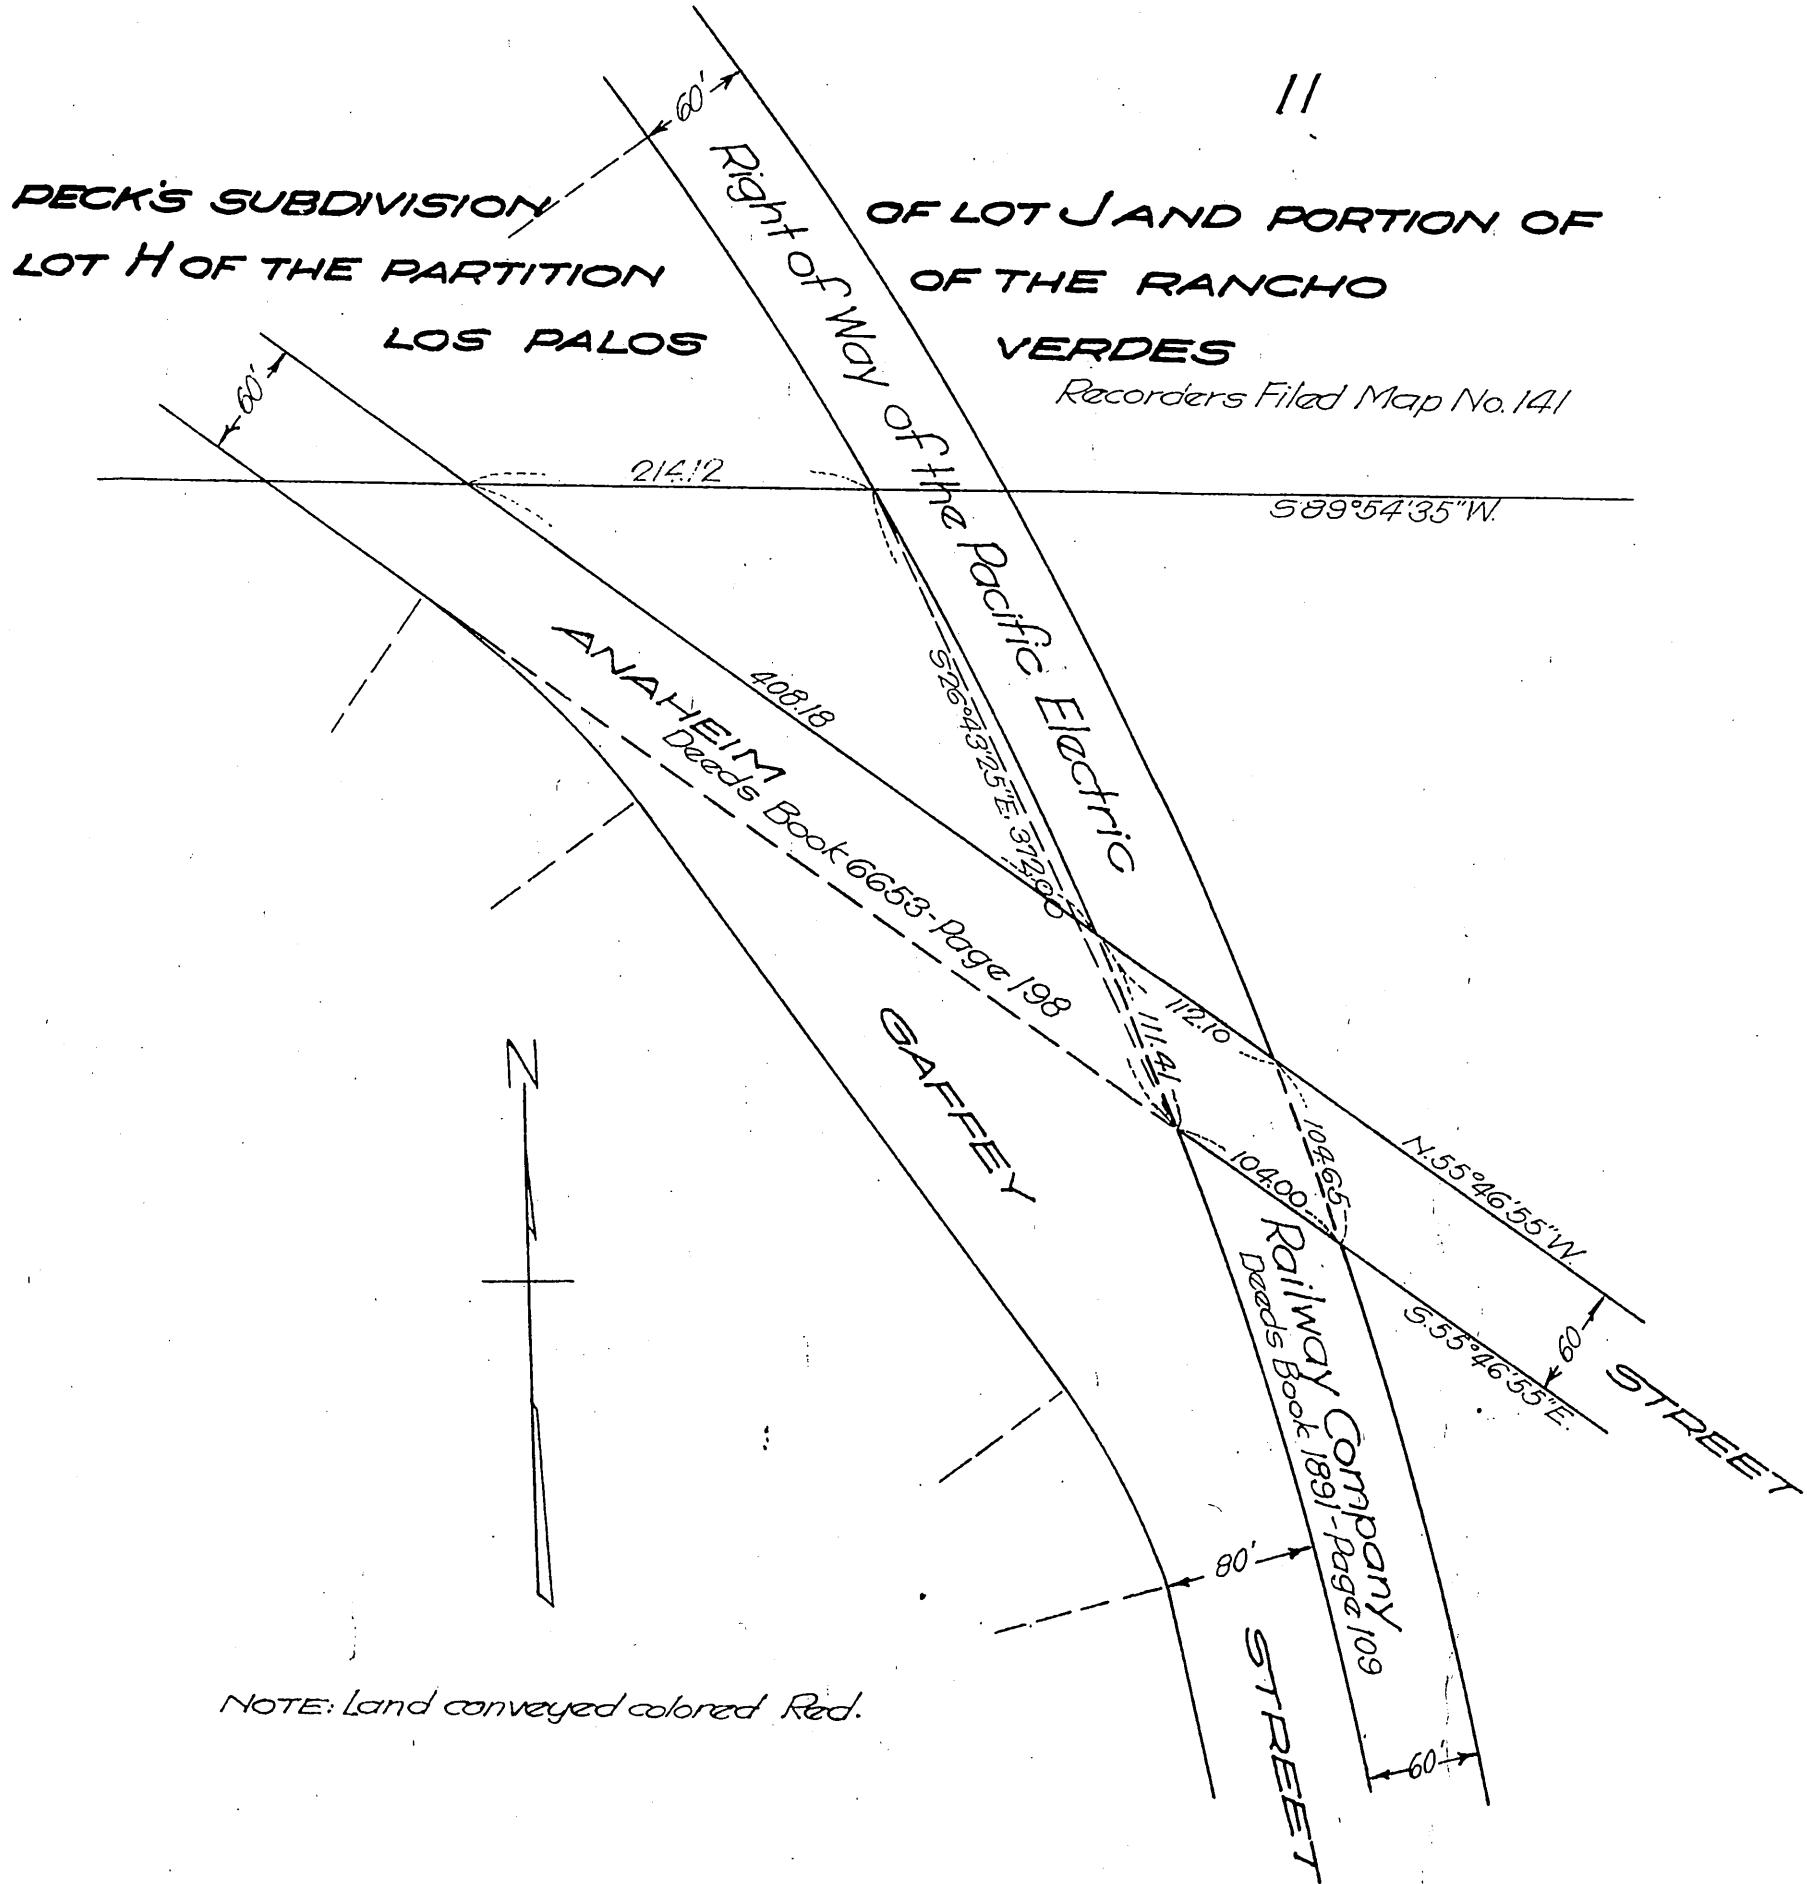 11
PECK'S SUBDIVISION OF LOT J AND PORTION OF
LOT H OF THE PARTITION OF THE RANCHO
LOS PALOS VERDES
Recorders Filed Map No. 141
60'
Right of Way of the Pacific Electric
60'
214.12
S 89°54'35"W.
ANAHEIM
Deeds Book 6653-Page 198
408.18
S 26°43'25"E. 372.08
GAFFEY
111.41
112.10
104.00
104.65
N. 55°46'55"W.
S. 55°46'55"E.
60'
STREET
Railway Company
Deeds Book 1891-Page 109
N
80'
STREET
60'
NOTE: Land conveyed colored Red.